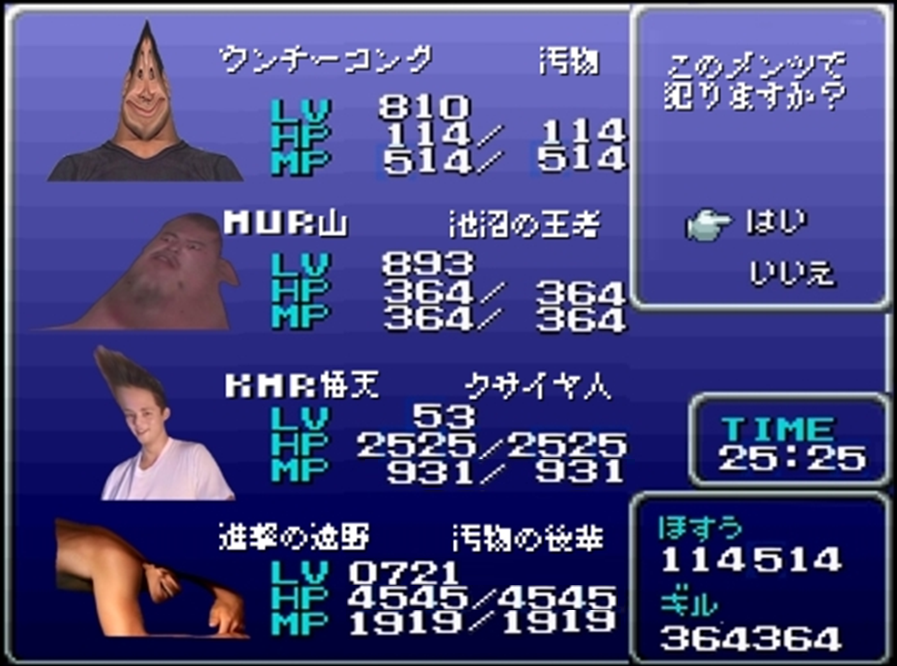 ウンチーコング 汚物
LV 810
HP 114/ 114
MP 514/ 514
MUR山 池沼の王者
LV 893
HP 364/ 364
MP 364/ 364
KMR悟天 クサイヤ人
LV 53
HP 2525/2525
MP 931/ 931
進撃の遠野 汚物の後輩
LV 0721
HP 4545/4545
MP 1919/1919
このメンツで
犯りますか?
はい
いいえ
TIME
25:25
ほすう
114514
ギル
364364